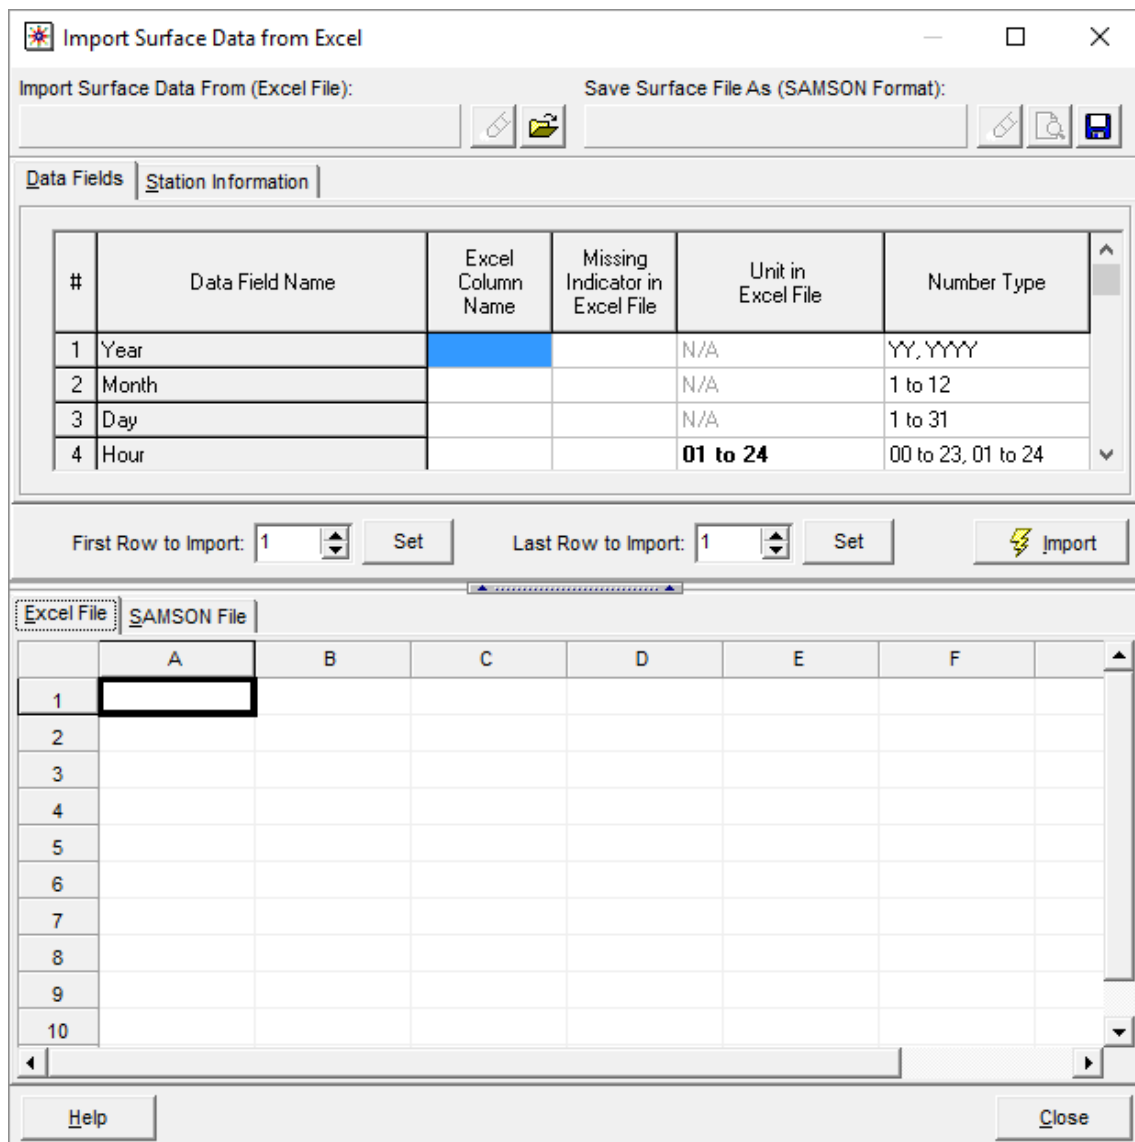 Import Surface Data from Excel
Import Surface Data From (Excel File):
Save Surface File As (SAMSON Format):
Data Fields
Station Information
#
Data Field Name
Excel
Column
Name
Missing
Indicator in
Excel File
Unit in
Excel File
Number Type
1 Year N/A YY, YYYY
2 Month N/A 1 to 12
3 Day N/A 1 to 31
4 Hour 01 to 24 00 to 23, 01 to 24
First Row to Import: 1 Set Last Row to Import: 1 Set Import
Excel File
SAMSON File
A B C D E F
1
2
3
4
5
6
7
8
9
10
Help Close